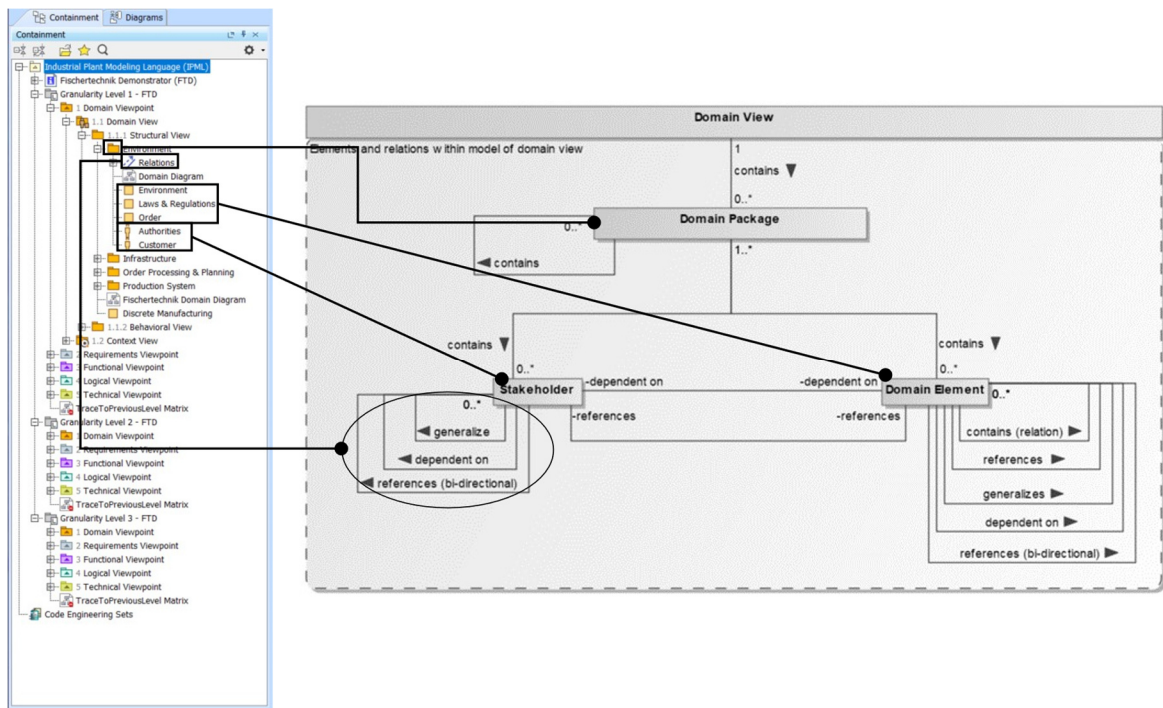 Containment
Diagrams
Containment
Industrial Plant Modeling Language (IPML)
Fischertechnik Demonstrator (FTD)
Granularity Level 1 - FTD
1 Domain Viewpoint
1.1 Domain View
1.1.1 Structural View
Environment
Relations
Domain Diagram
Environment
Laws & Regulations
Order
Authorities
Customer
Infrastructure
Order Processing & Planning
Production System
Fischertechnik Domain Diagram
Discrete Manufacturing
1.1.2 Behavioral View
1.2 Context View
2 Requirements Viewpoint
3 Functional Viewpoint
4 Logical Viewpoint
5 Technical Viewpoint
TraceToPreviousLevel Matrix
Granularity Level 2 - FTD
1 Domain Viewpoint
2 Requirements Viewpoint
3 Functional Viewpoint
4 Logical Viewpoint
5 Technical Viewpoint
TraceToPreviousLevel Matrix
Granularity Level 3 - FTD
1 Domain Viewpoint
2 Requirements Viewpoint
3 Functional Viewpoint
4 Logical Viewpoint
5 Technical Viewpoint
TraceToPreviousLevel Matrix
Code Engineering Sets
Domain View
Elements and relations within model of domain view
1
contains
0..*
Domain Package
0..*
contains
1..*
contains
0..*
contains
0..*
Stakeholder
-dependent on
-dependent on
Domain Element
0..*
0..*
-references
-references
generalize
dependent on
references (bi-directional)
contains (relation)
references
generalizes
dependent on
references (bi-directional)